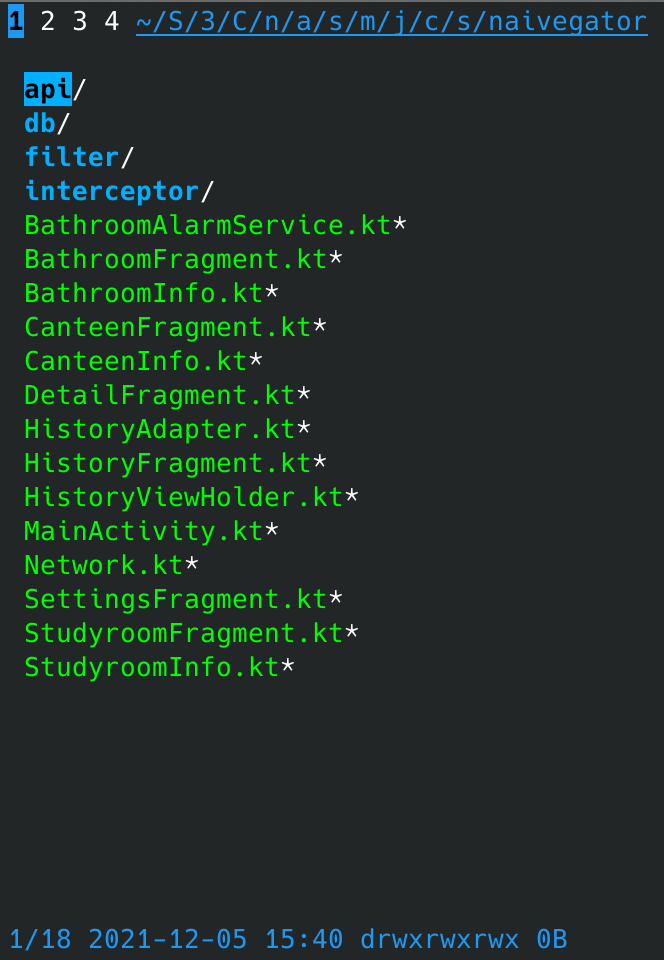 1 2 3 4 ~/S/3/C/n/a/s/m/j/c/s/naivegator
api/
db/
filter/
interceptor/
BathroomAlarmService.kt*
BathroomFragment.kt*
BathroomInfo.kt*
CanteenFragment.kt*
CanteenInfo.kt*
DetailFragment.kt*
HistoryAdapter.kt*
HistoryFragment.kt*
HistoryViewHolder.kt*
MainActivity.kt*
Network.kt*
SettingsFragment.kt*
StudyroomFragment.kt*
StudyroomInfo.kt*
1/18 2021-12-05 15:40 drwxrwxrwx 0B